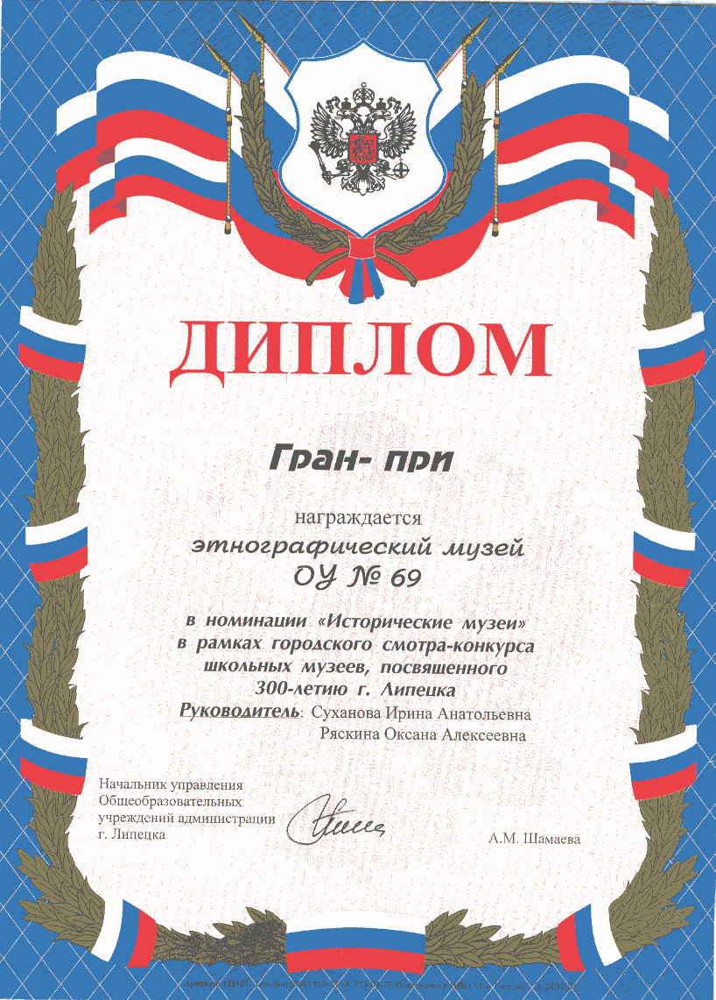 ДИПЛОМ
Гран- при
награждается
этнографический музей
ОУ № 69
в номинации «Исторические музеи»
в рамках городского смотра-конкурса
школьных музеев, посвященного
300-летию г. Липецка
Руководитель: Суханова Ирина Анатольевна
Ряскина Оксана Алексеевна
Начальник управления
Общеобразовательных
учреждений администрации
г. Липецка
А.М. Шамаева